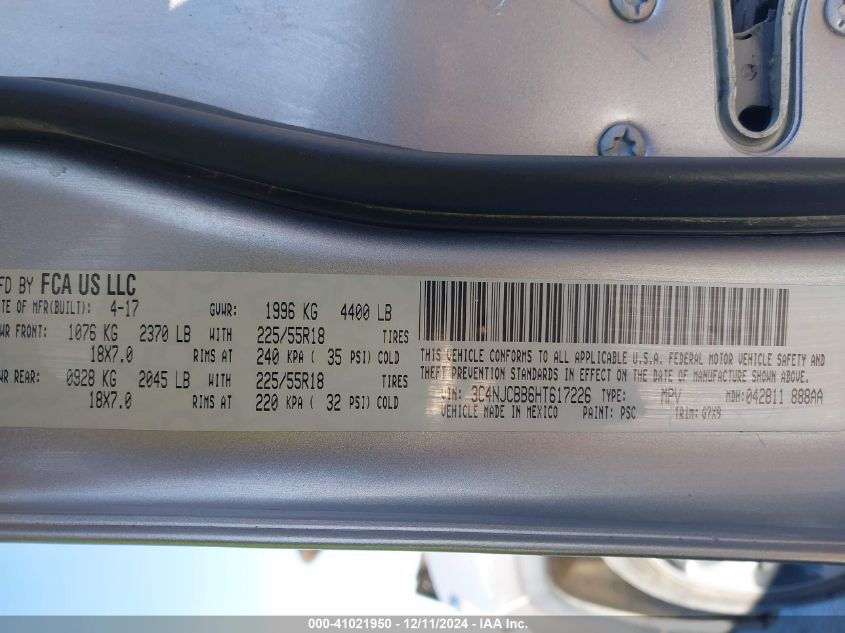 FD BY FCA US LLC
ATE OF MFR(BUILT): 4-17 GVWR: 1996 KG 4400 LB
WR FRONT: 1076 KG 2370 LB WITH 225/55R18 TIRES
18X7.0 RIMS AT 240 KPA ( 35 PSI) COLD
WR REAR: 0928 KG 2045 LB WITH 225/55R18 TIRES
18X7.0 RIMS AT 220 KPA ( 32 PSI) COLD
THIS VEHICLE CONFORMS TO ALL APPLICABLE U.S.A. FEDERAL MOTOR VEHICLE SAFETY AND
THEFT PREVENTION STANDARDS IN EFFECT ON THE DATE OF MANUFACTURE SHOWN ABOVE.
VIN: 3C4NJCBB6HT617226 TYPE: MPV MDH: 042811 888AA
VEHICLE MADE IN MEXICO PAINT: PSC TRIM: G7X9
000-41021950 - 12/11/2024 - IAA Inc.